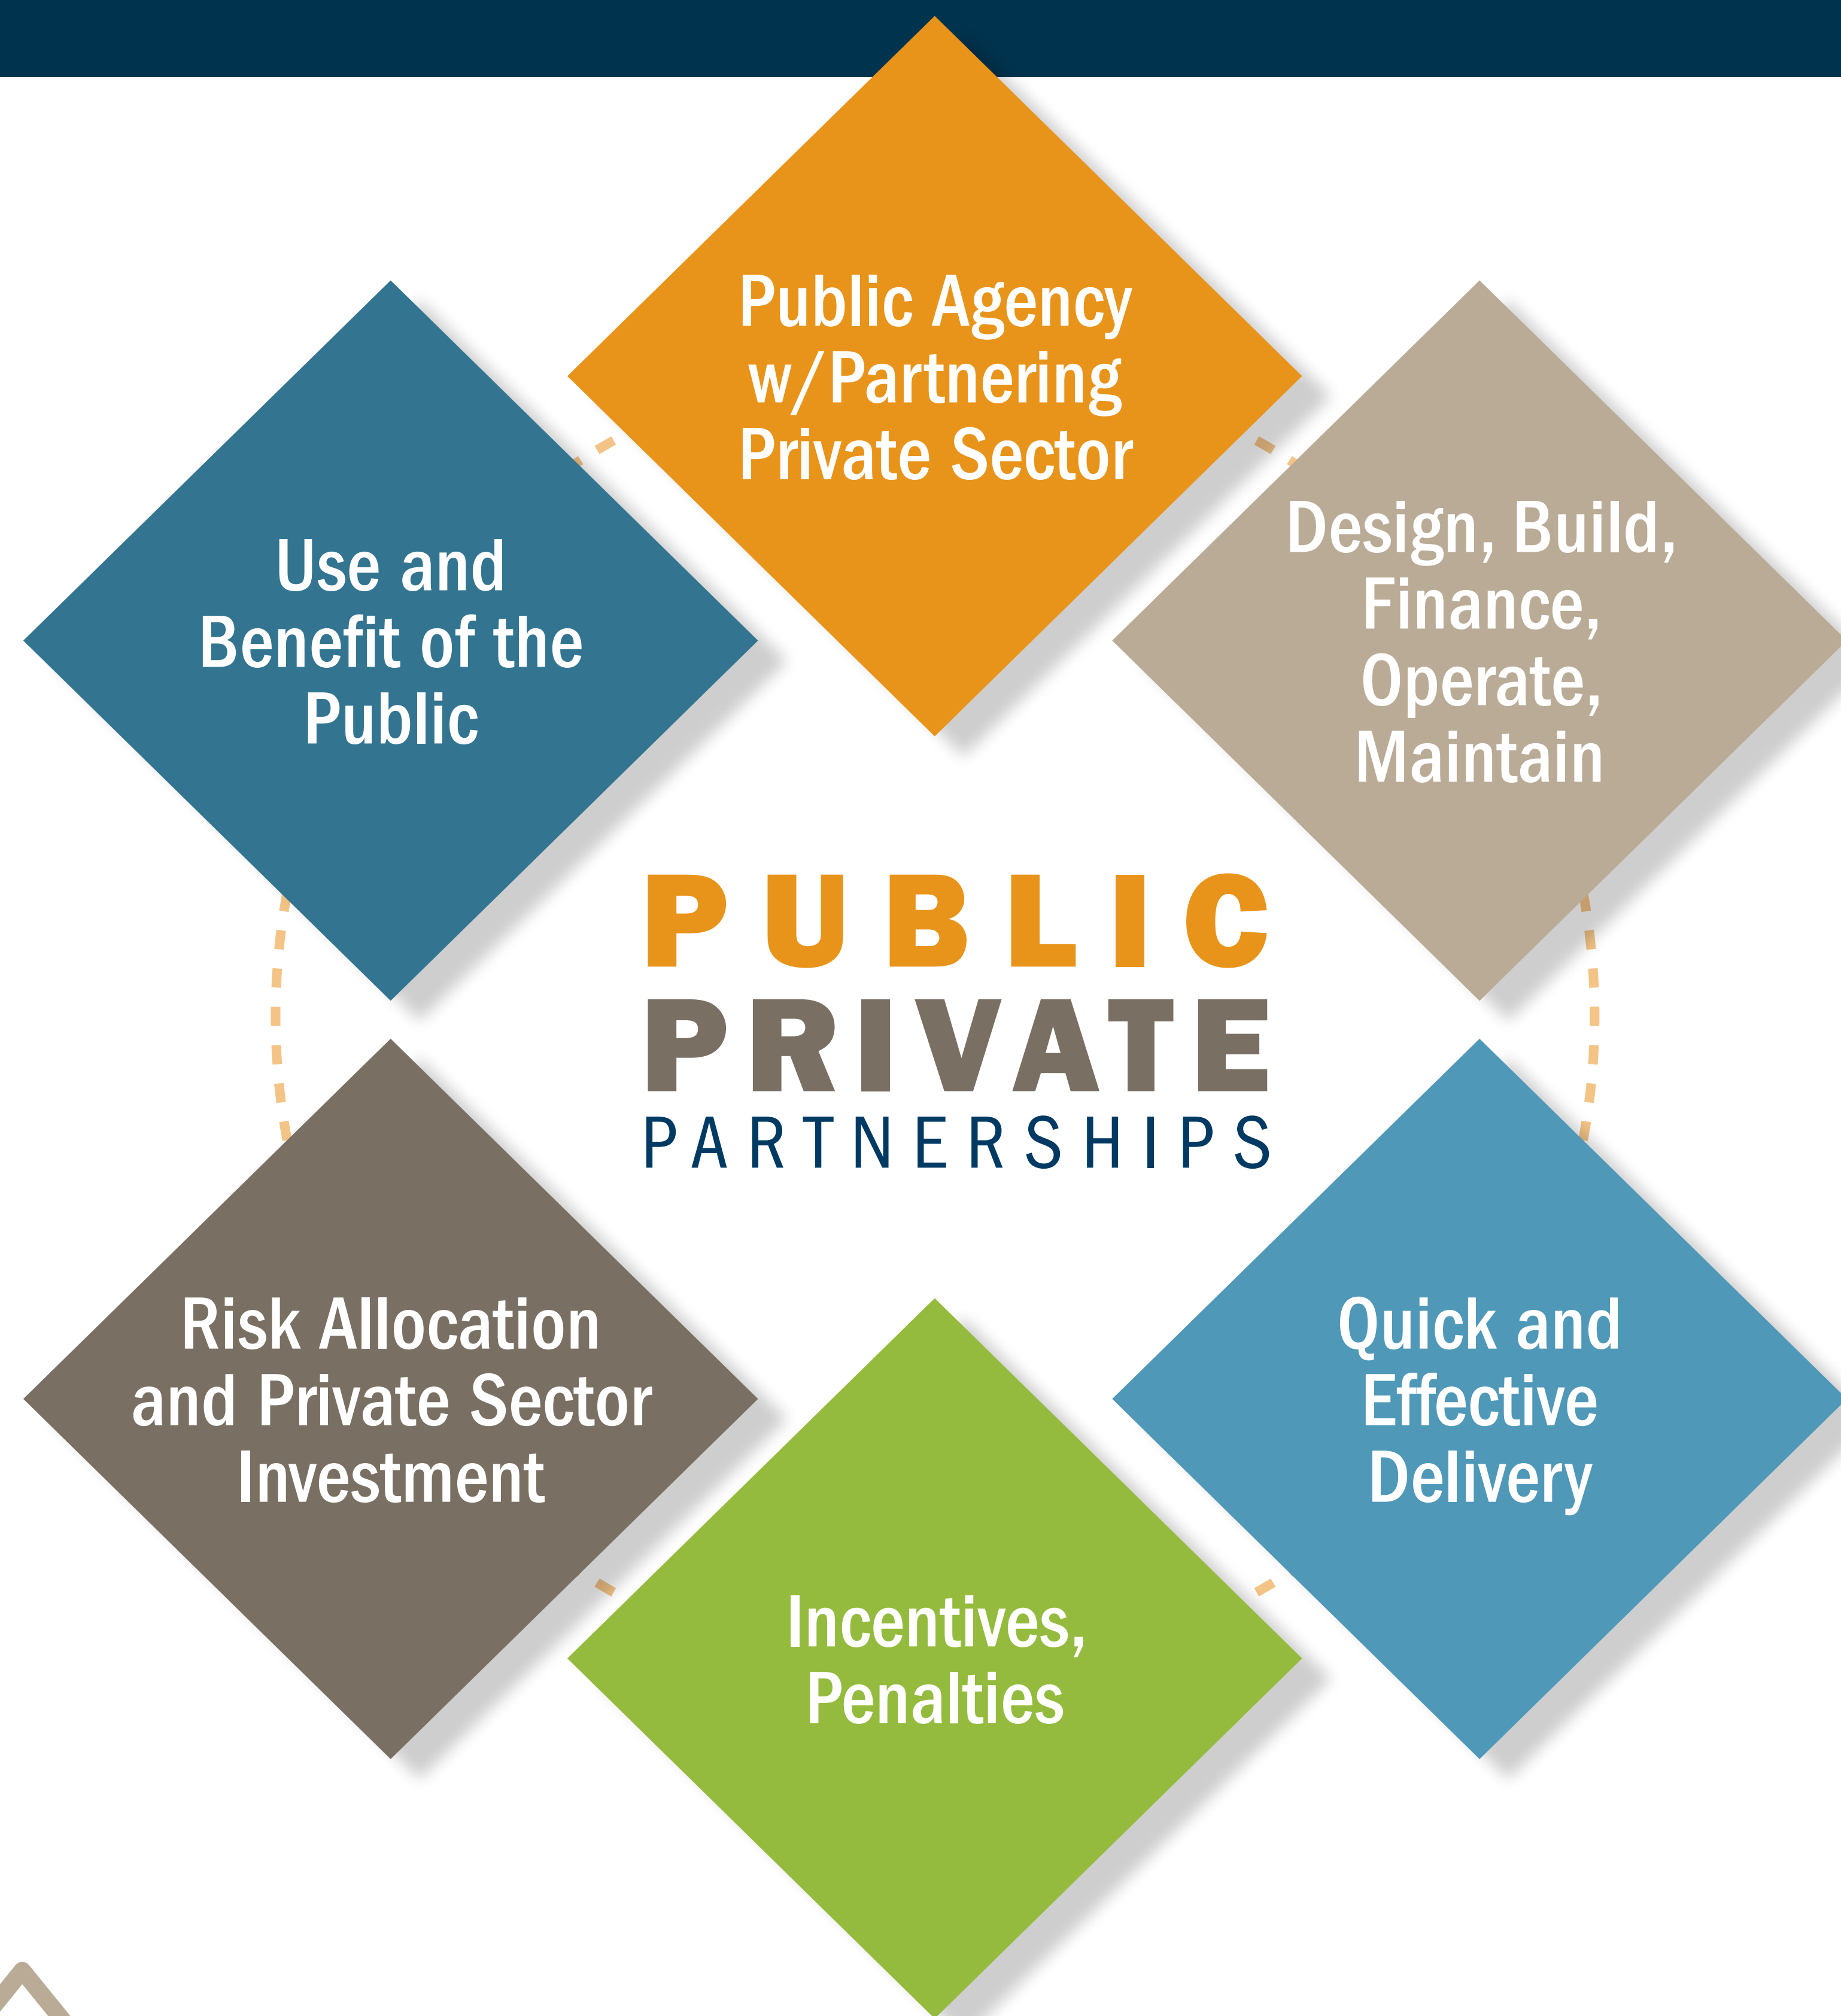 Public Agency
w/Partnering
Private Sector
Design, Build,
Finance,
Operate,
Maintain
Use and
Benefit of the
Public
PUBLIC
PRIVATE
PARTNERSHIPS
Risk Allocation
and Private Sector
Investment
Quick and
Effective
Delivery
Incentives,
Penalties